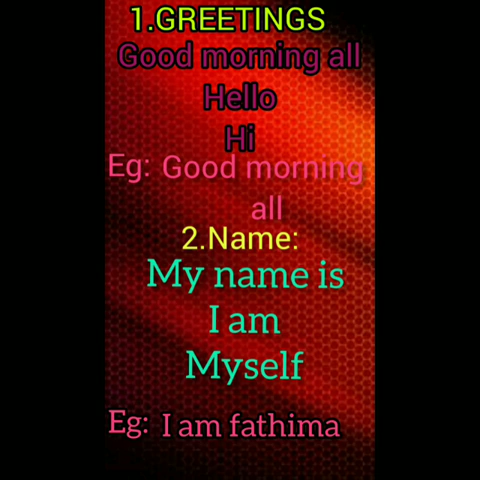 1.GREETINGS
Good morning all
Hello
Hi
Eg: Good morning
all
2.Name:
My name is
I am
Myself
Eg: I am fathima